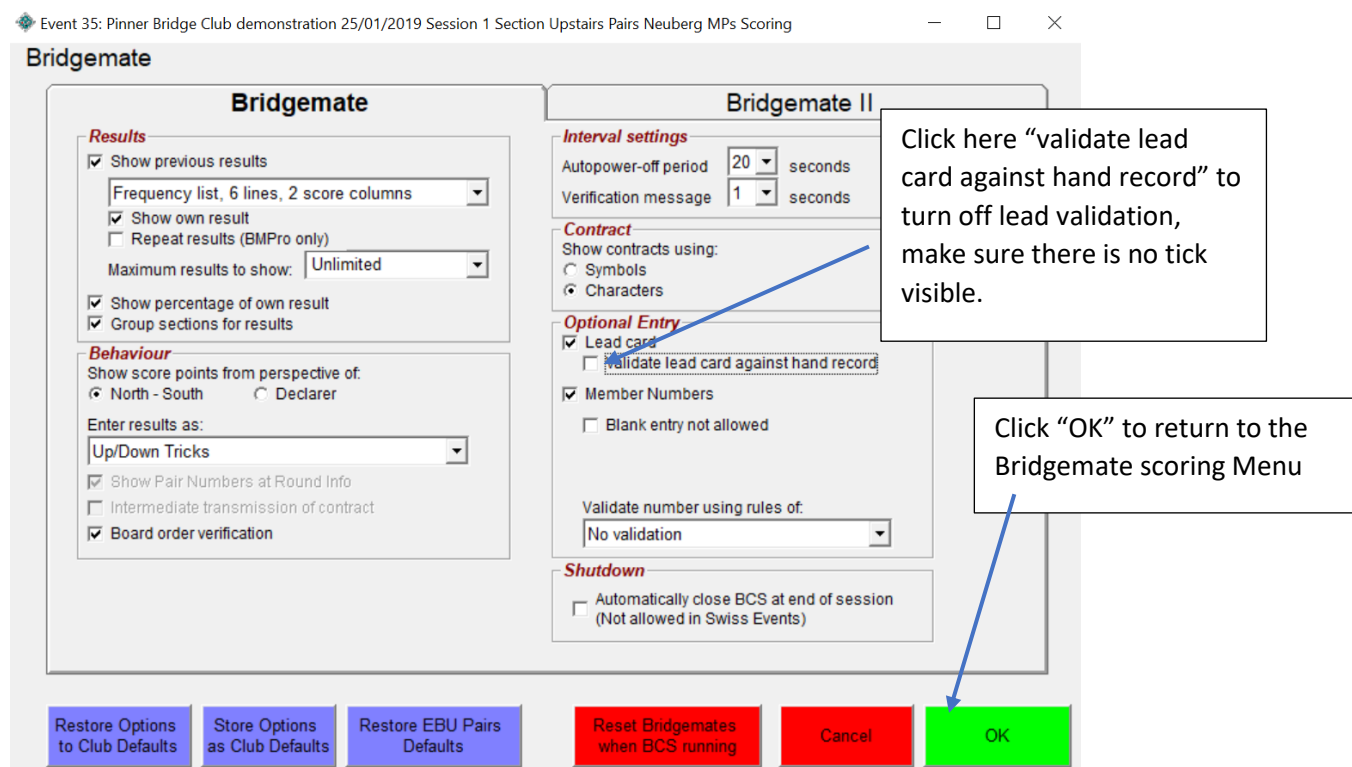 Event 35: Pinner Bridge Club demonstration 25/01/2019 Session 1 Section Upstairs Pairs Neuberg MPs Scoring
Bridgemate
Bridgemate
Bridgemate II
Results
Show previous results
Frequency list, 6 lines, 2 score columns
Show own result
Repeat results (BMPro only)
Maximum results to show: Unlimited
Show percentage of own result
Group sections for results
Behaviour
Show score points from perspective of:
North - South Declarer
Enter results as:
Up/Down Tricks
Show Pair Numbers at Round Info
Intermediate transmission of contract
Board order verification
Interval settings
Autopower-off period 20 seconds
Verification message 1 seconds
Contract
Show contracts using:
Symbols
Characters
Optional Entry
Lead card
Validate lead card against hand record
Member Numbers
Blank entry not allowed
Validate number using rules of:
No validation
Shutdown
Automatically close BCS at end of session
(Not allowed in Swiss Events)
Click here “validate lead
card against hand record” to
turn off lead validation,
make sure there is no tick
visible.
Click “OK” to return to the
Bridgemate scoring Menu
Restore Options
to Club Defaults
Store Options
as Club Defaults
Restore EBU Pairs
Defaults
Reset Bridgemates
when BCS running
Cancel
OK